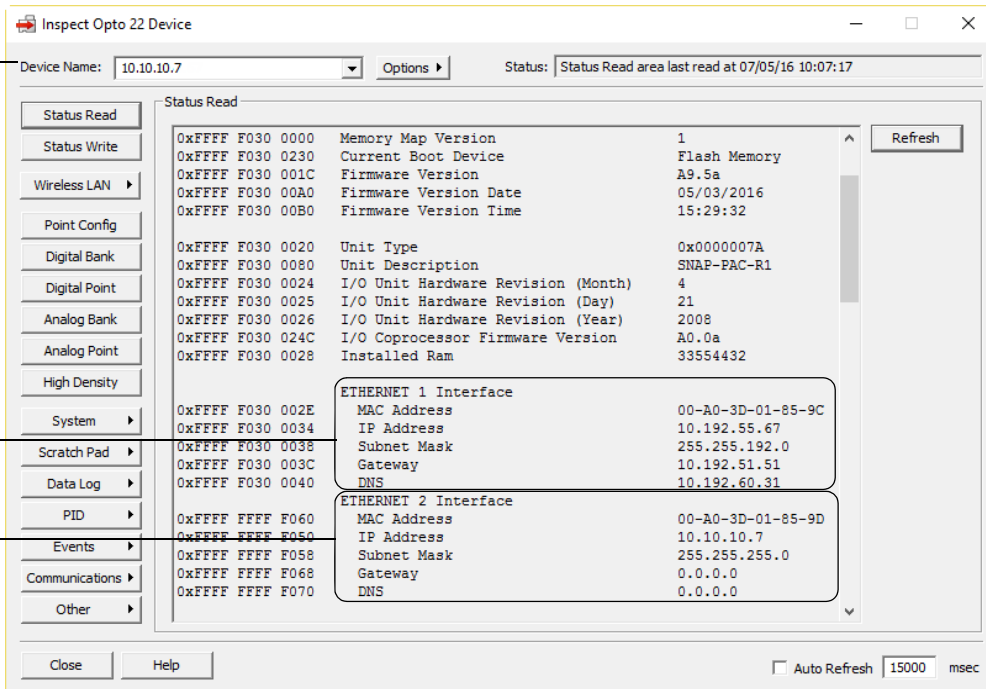 Inspect Opto 22 Device
Device Name: 10.10.10.7 Options Status: Status Read area last read at 07/05/16 10:07:17
Status Read
Status Write
Wireless LAN
Point Config
Digital Bank
Digital Point
Analog Bank
Analog Point
High Density
System
Scratch Pad
Data Log
PID
Events
Communications
Other
Status Read
0xFFFF F030 0000 Memory Map Version 1
0xFFFF F030 0230 Current Boot Device Flash Memory
0xFFFF F030 001C Firmware Version A9.5a
0xFFFF F030 00A0 Firmware Version Date 05/03/2016
0xFFFF F030 00B0 Firmware Version Time 15:29:32
0xFFFF F030 0020 Unit Type 0x0000007A
0xFFFF F030 0080 Unit Description SNAP-PAC-R1
0xFFFF F030 0024 I/O Unit Hardware Revision (Month) 4
0xFFFF F030 0025 I/O Unit Hardware Revision (Day) 21
0xFFFF F030 0026 I/O Unit Hardware Revision (Year) 2008
0xFFFF F030 024C I/O Coprocessor Firmware Version A0.0a
0xFFFF F030 0028 Installed Ram 33554432
ETHERNET 1 Interface
0xFFFF F030 002E MAC Address 00-A0-3D-01-85-9C
0xFFFF F030 0034 IP Address 10.192.55.67
0xFFFF F030 0038 Subnet Mask 255.255.192.0
0xFFFF F030 003C Gateway 10.192.51.51
0xFFFF F030 0040 DNS 10.192.60.31
ETHERNET 2 Interface
0xFFFF FFFF F060 MAC Address 00-A0-3D-01-85-9D
0xFFFF FFFF F050 IP Address 10.10.10.7
0xFFFF FFFF F058 Subnet Mask 255.255.255.0
0xFFFF FFFF F068 Gateway 0.0.0.0
0xFFFF FFFF F070 DNS 0.0.0.0
Refresh
Close Help Auto Refresh 15000 msec